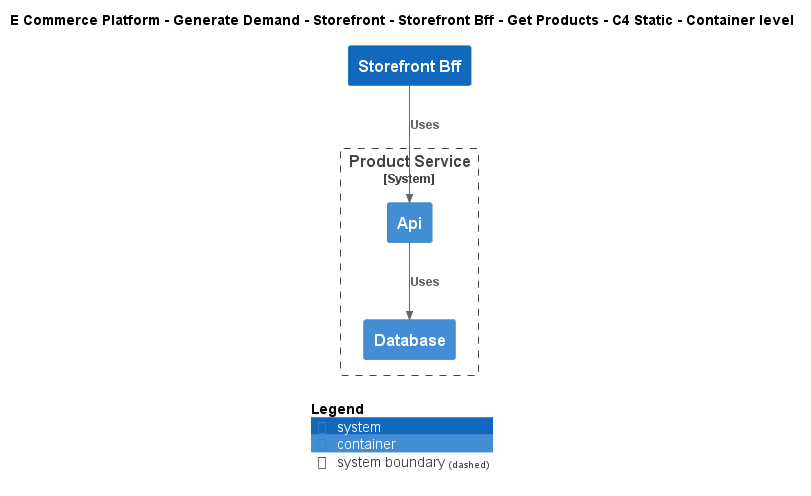 E Commerce Platform - Generate Demand - Storefront - Storefront Bff - Get Products - C4 Static - Container level
Storefront Bff
Uses
Product Service
[System]
Api
Uses
Database
Legend
system
container
system boundary (dashed)